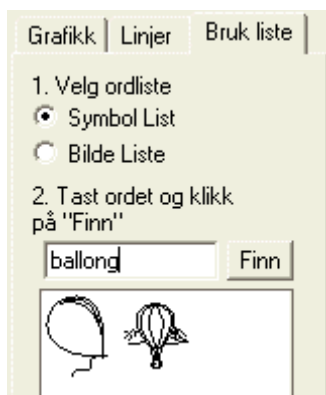 Grafikk Linjer Bruk liste
1. Velg ordliste
Symbol List
Bilde Liste
2. Tast ordet og klikk
på "Finn"
ballong Finn